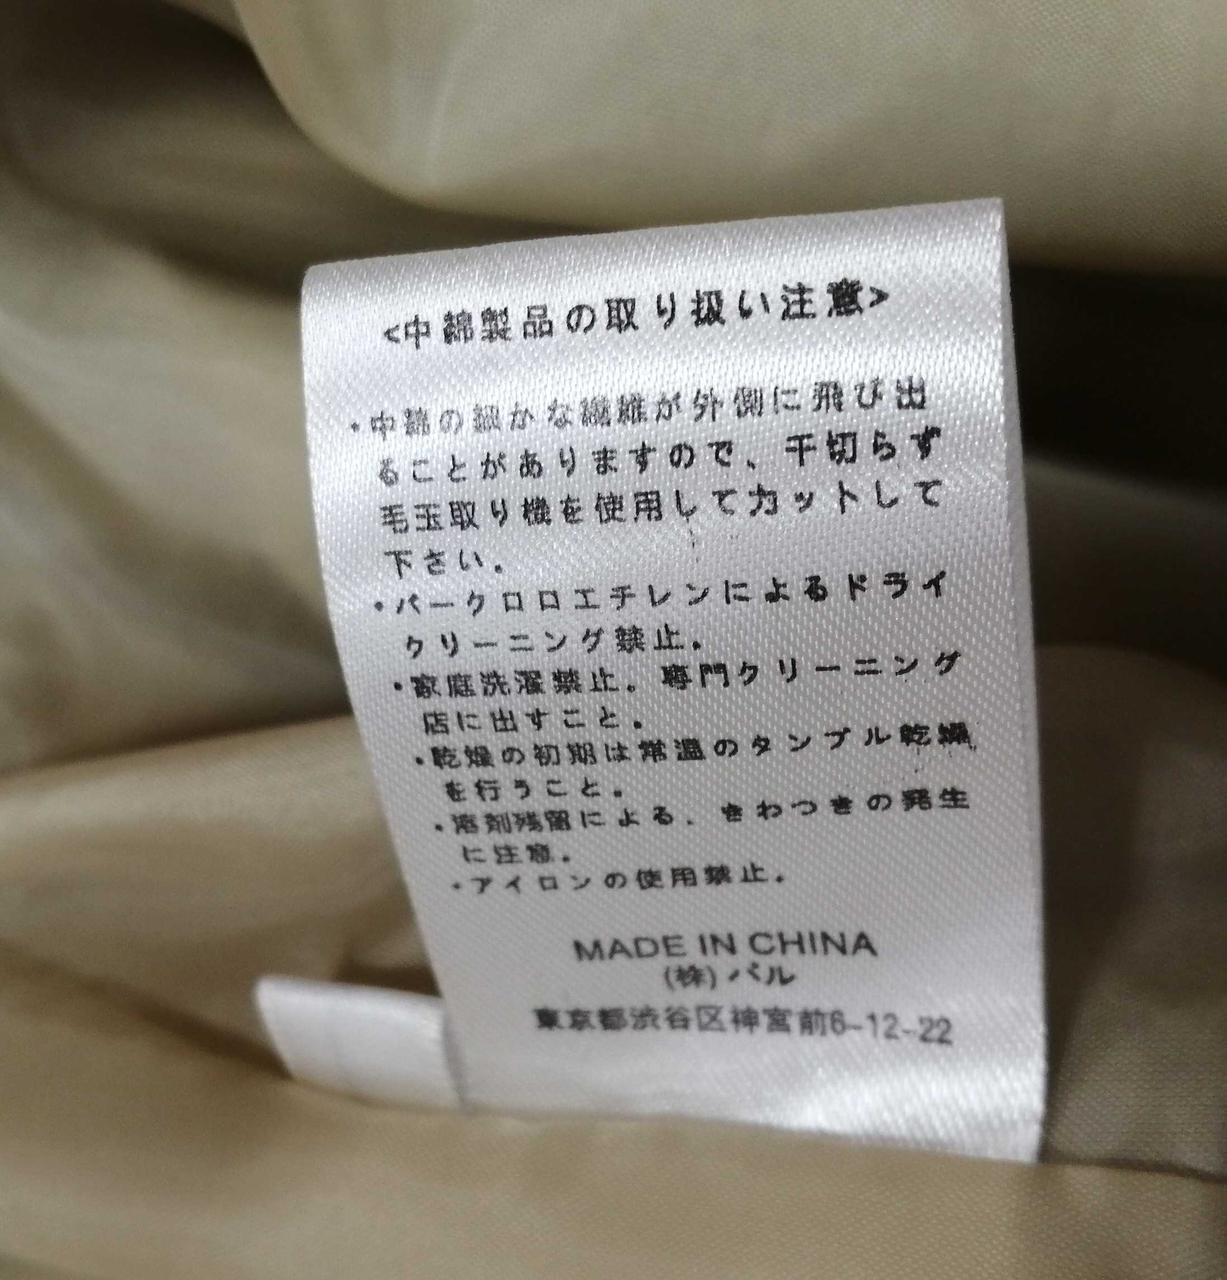 <中綿製品の取り扱い注意>
・中綿の細かな繊維が外側に飛び出
ることがありますので、千切らず
毛玉取り機を使用してカットして
下さい。
・パークロロエチレンによるドライ
クリーニング禁止。
・家庭洗濯禁止。専門クリーニング
店に出すこと。
・乾燥の初期は常温のタンブル乾燥
を行うこと。
・溶剤残留による、きわつきの発生
に注意。
・アイロンの使用禁止。
MADE IN CHINA
(株)パル
東京都渋谷区神宮前6-12-22